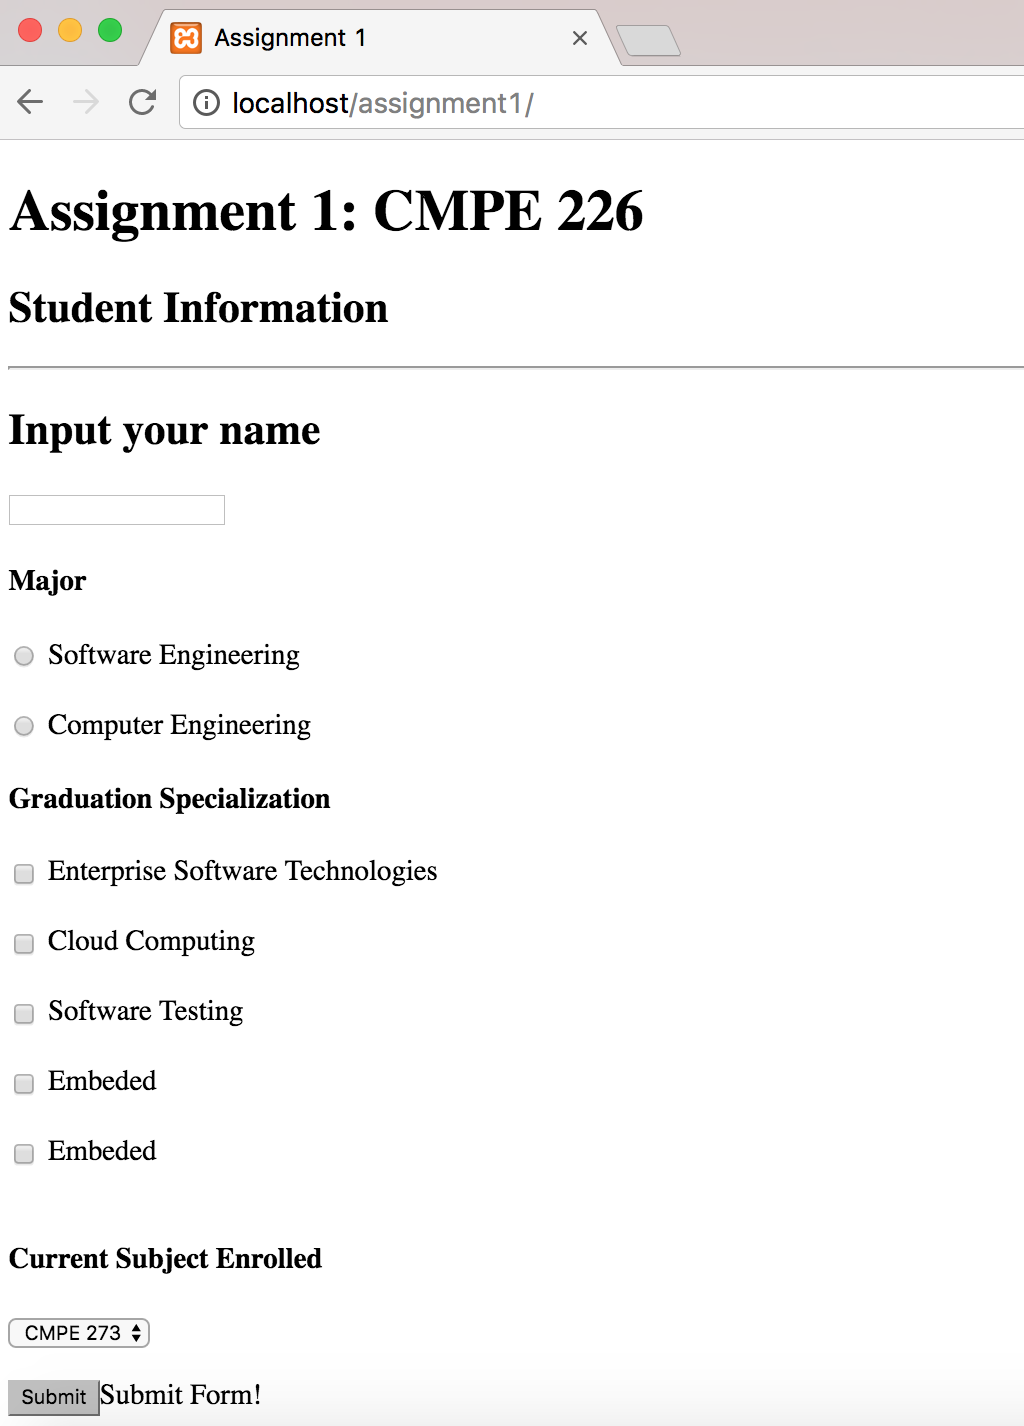 Assignment 1
localhost/assignment1/
Assignment 1: CMPE 226
Student Information
Input your name
Major
Software Engineering
Computer Engineering
Graduation Specialization
Enterprise Software Technologies
Cloud Computing
Software Testing
Embeded
Embeded
Current Subject Enrolled
CMPE 273
Submit Submit Form!